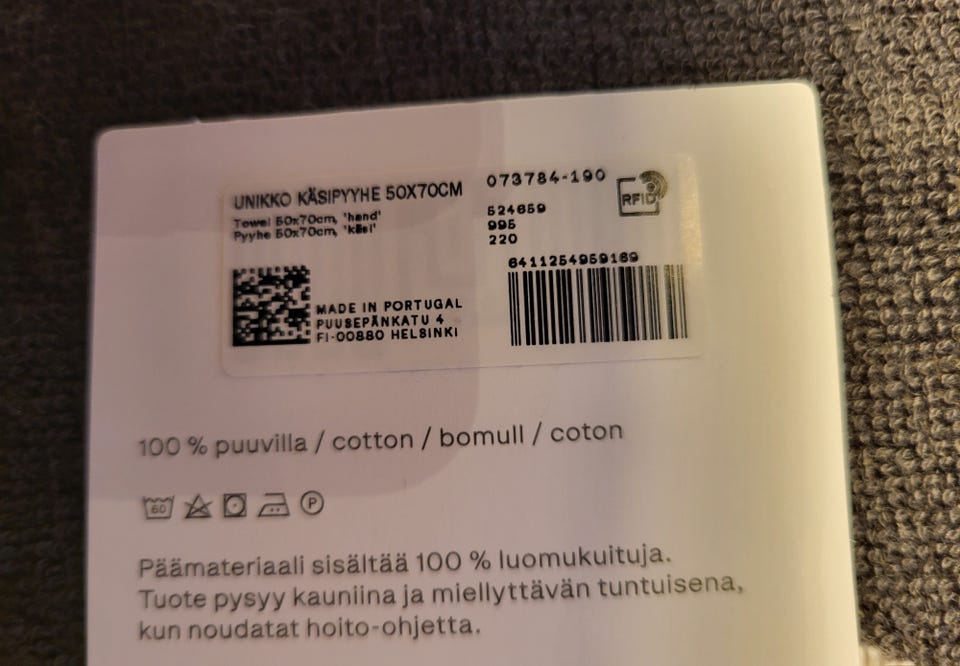 UNIKKO KÄSIPYYHE 50X70CM
Towel 50x70cm, 'hand'
Pyyhe 50x70cm, 'käsi'
073784-190
RFID
524659
995
220
6411254959169
MADE IN PORTUGAL
PUUSEPÄNKATU 4
FI-00880 HELSINKI
100 % puuvilla / cotton / bomull / coton
60
P
Päämateriaali sisältää 100 % luomukuituja.
Tuote pysyy kauniina ja miellyttävän tuntuisena,
kun noudatat hoito-ohjetta.